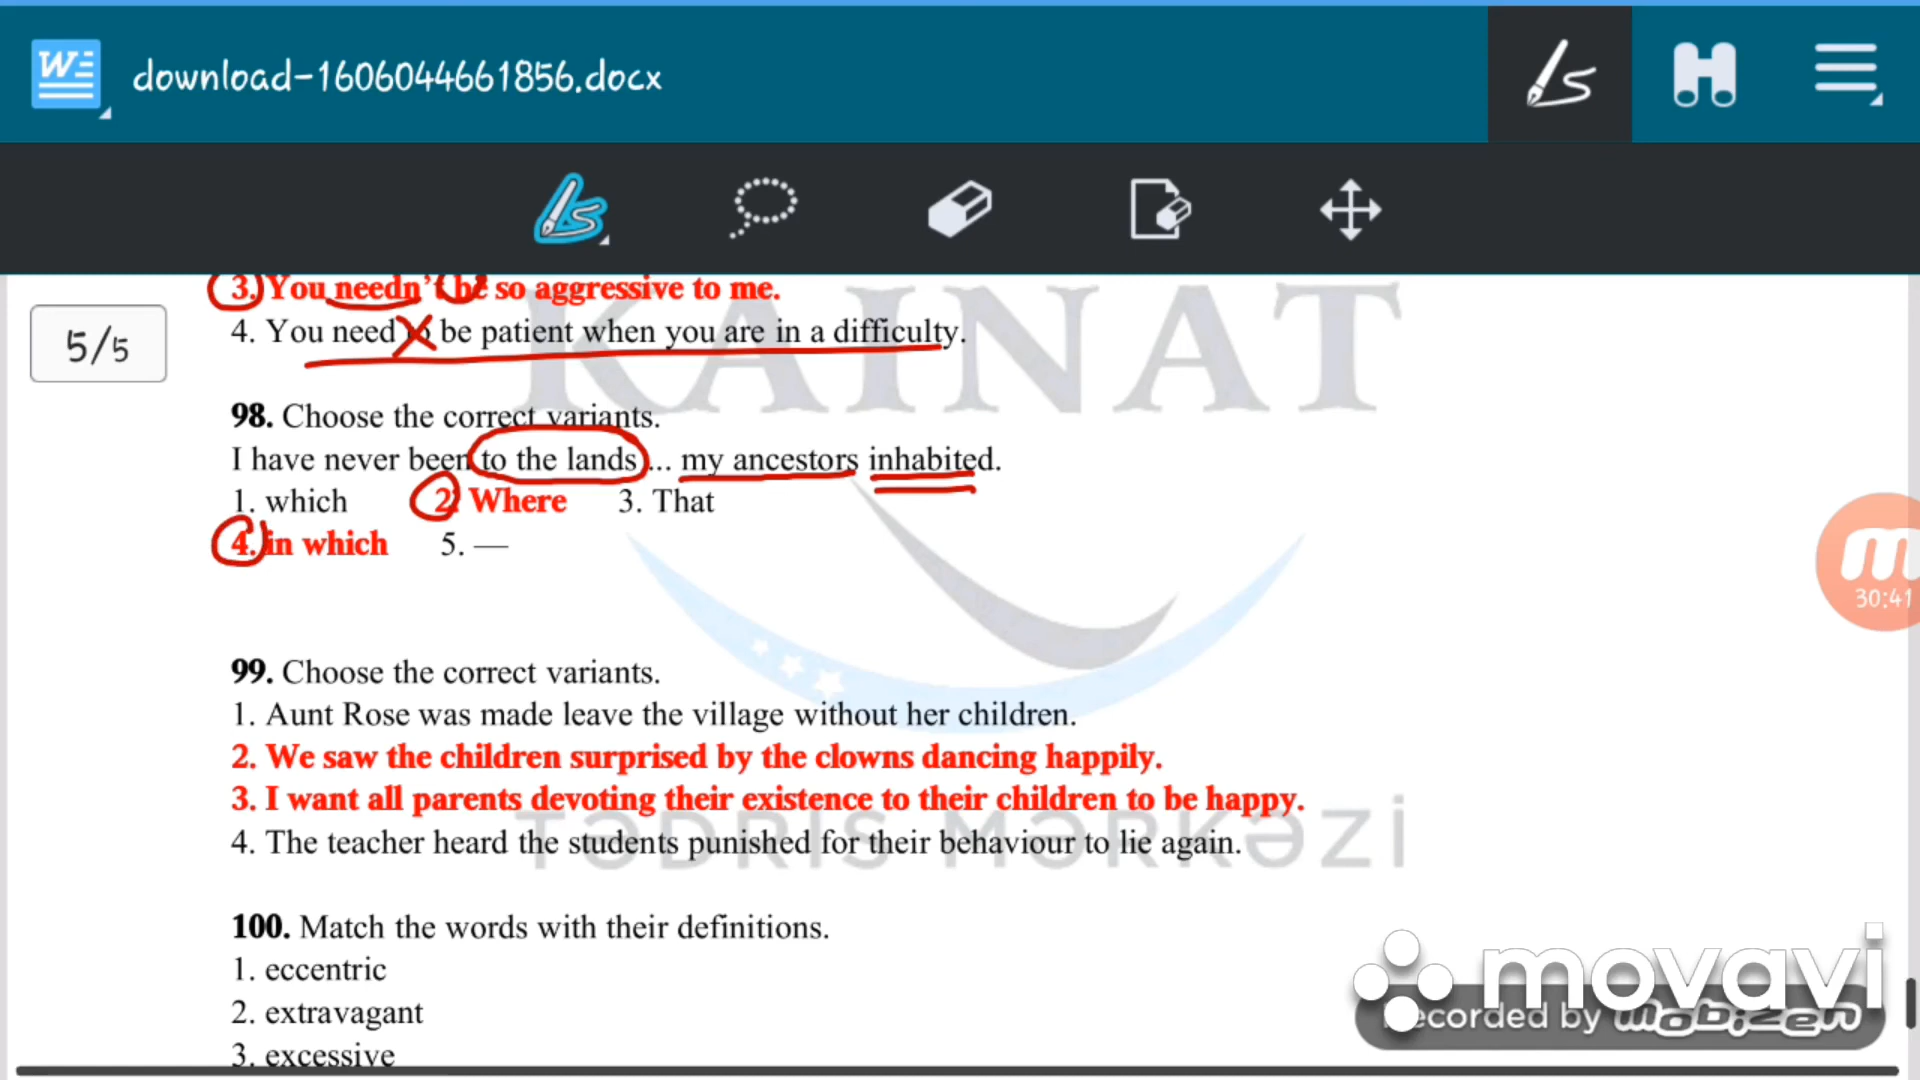 download-1606044661856.docx
5/5
3. You needn't be so aggressive to me.
4. You need to be patient when you are in a difficulty.
98. Choose the correct variants.
I have never been to the lands ... my ancestors inhabited.
1. which 2. Where 3. That
4. in which 5. —
99. Choose the correct variants.
1. Aunt Rose was made leave the village without her children.
2. We saw the children surprised by the clowns dancing happily.
3. I want all parents devoting their existence to their children to be happy.
4. The teacher heard the students punished for their behaviour to lie again.
100. Match the words with their definitions.
1. eccentric
2. extravagant
3. excessive
KAINAT
TƏDRİS MƏRKƏZİ
m
30:41
movavi
Recorded by mobizen